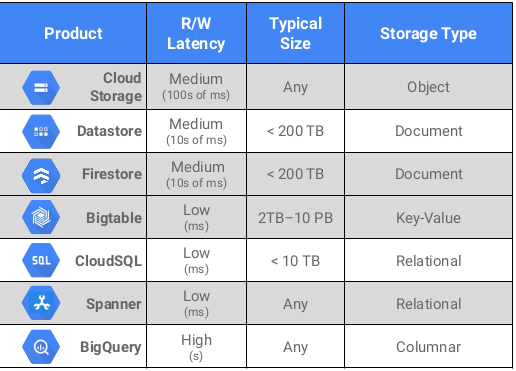 Product R/W Latency Typical Size Storage Type
Cloud Storage Medium (100s of ms) Any Object
Datastore Medium (10s of ms) < 200 TB Document
Firestore Medium (10s of ms) < 200 TB Document
Bigtable Low (ms) 2TB–10 PB Key-Value
SQL CloudSQL Low (ms) < 10 TB Relational
Spanner Low (ms) Any Relational
BigQuery High (s) Any Columnar